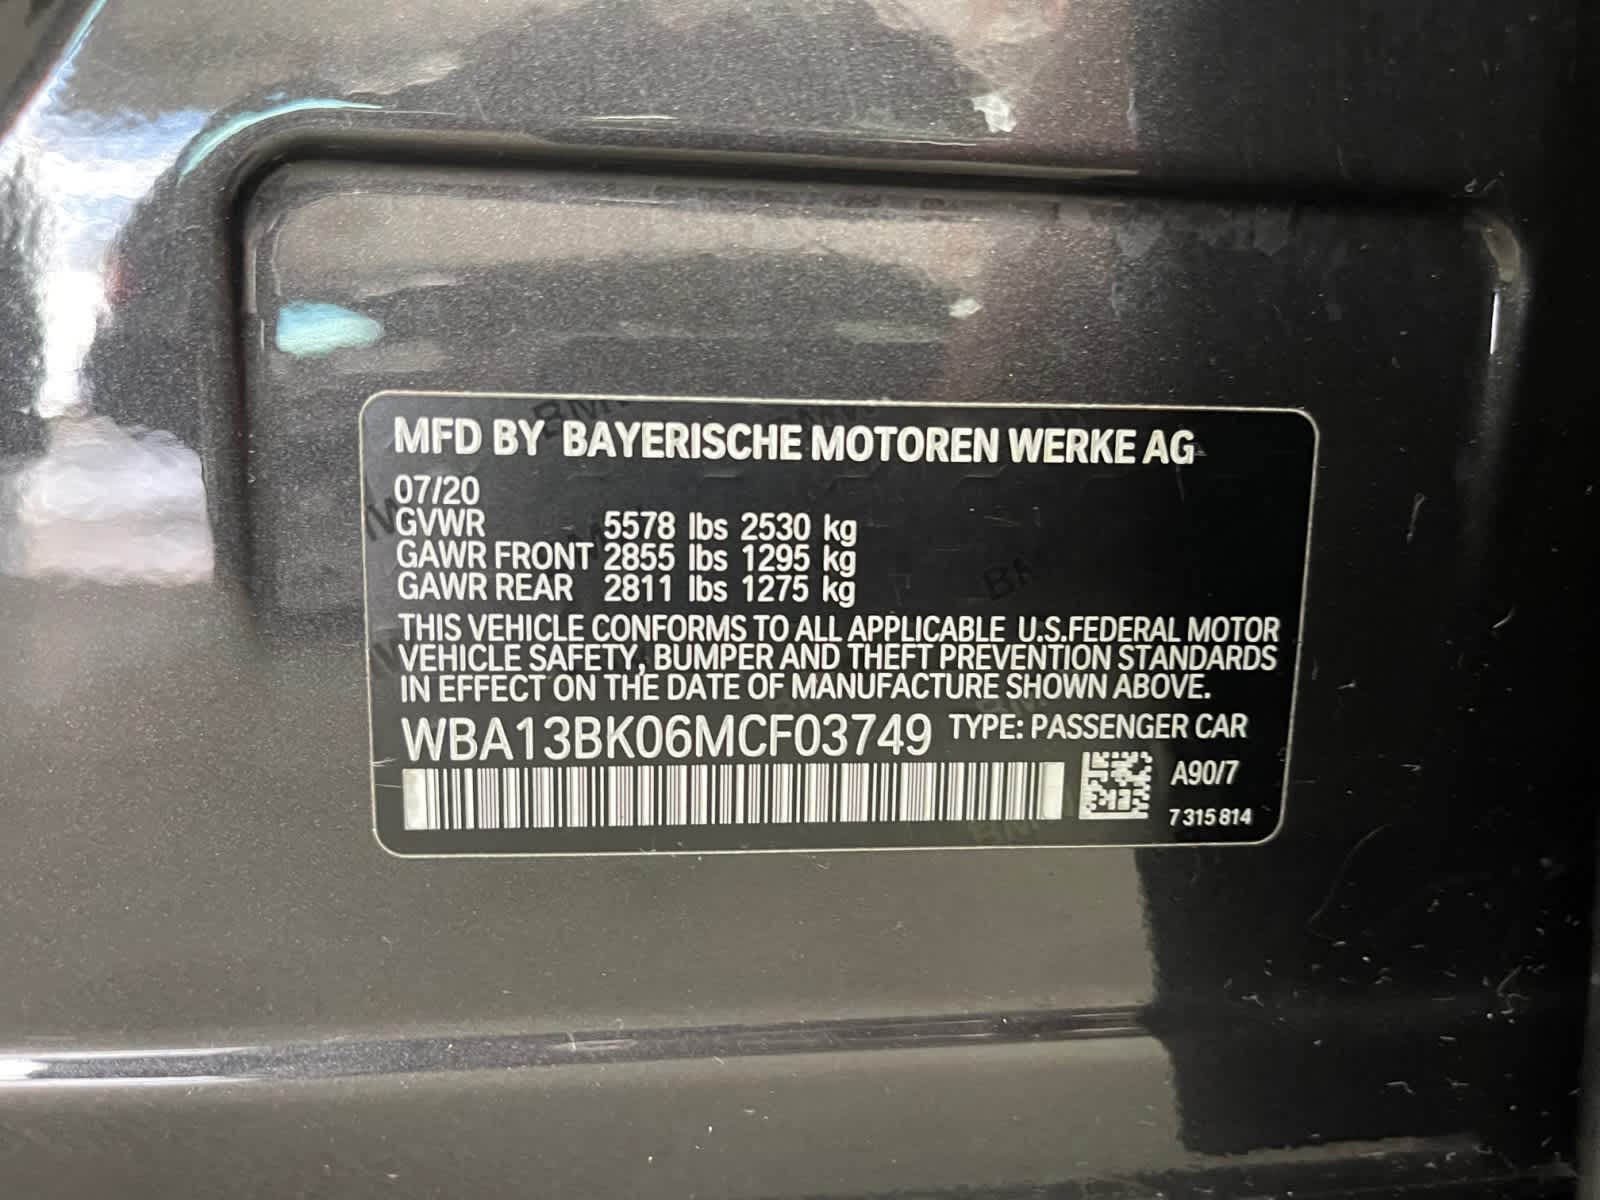 MFD BY BAYERISCHE MOTOREN WERKE AG
07/20
GVWR 5578 lbs 2530 kg
GAWR FRONT 2855 lbs 1295 kg
GAWR REAR 2811 lbs 1275 kg
THIS VEHICLE CONFORMS TO ALL APPLICABLE U.S.FEDERAL MOTOR
VEHICLE SAFETY, BUMPER AND THEFT PREVENTION STANDARDS
IN EFFECT ON THE DATE OF MANUFACTURE SHOWN ABOVE.
WBA13BK06MCF03749 TYPE: PASSENGER CAR
A90/7
7 315 814